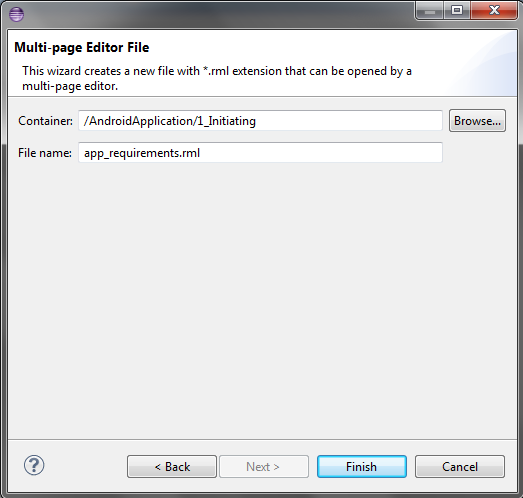 Multi-page Editor File
This wizard creates a new file with *.rml extension that can be opened by a
multi-page editor.
Container: /AndroidApplication/1_Initiating Browse...
File name: app_requirements.rml
? < Back Next > Finish Cancel